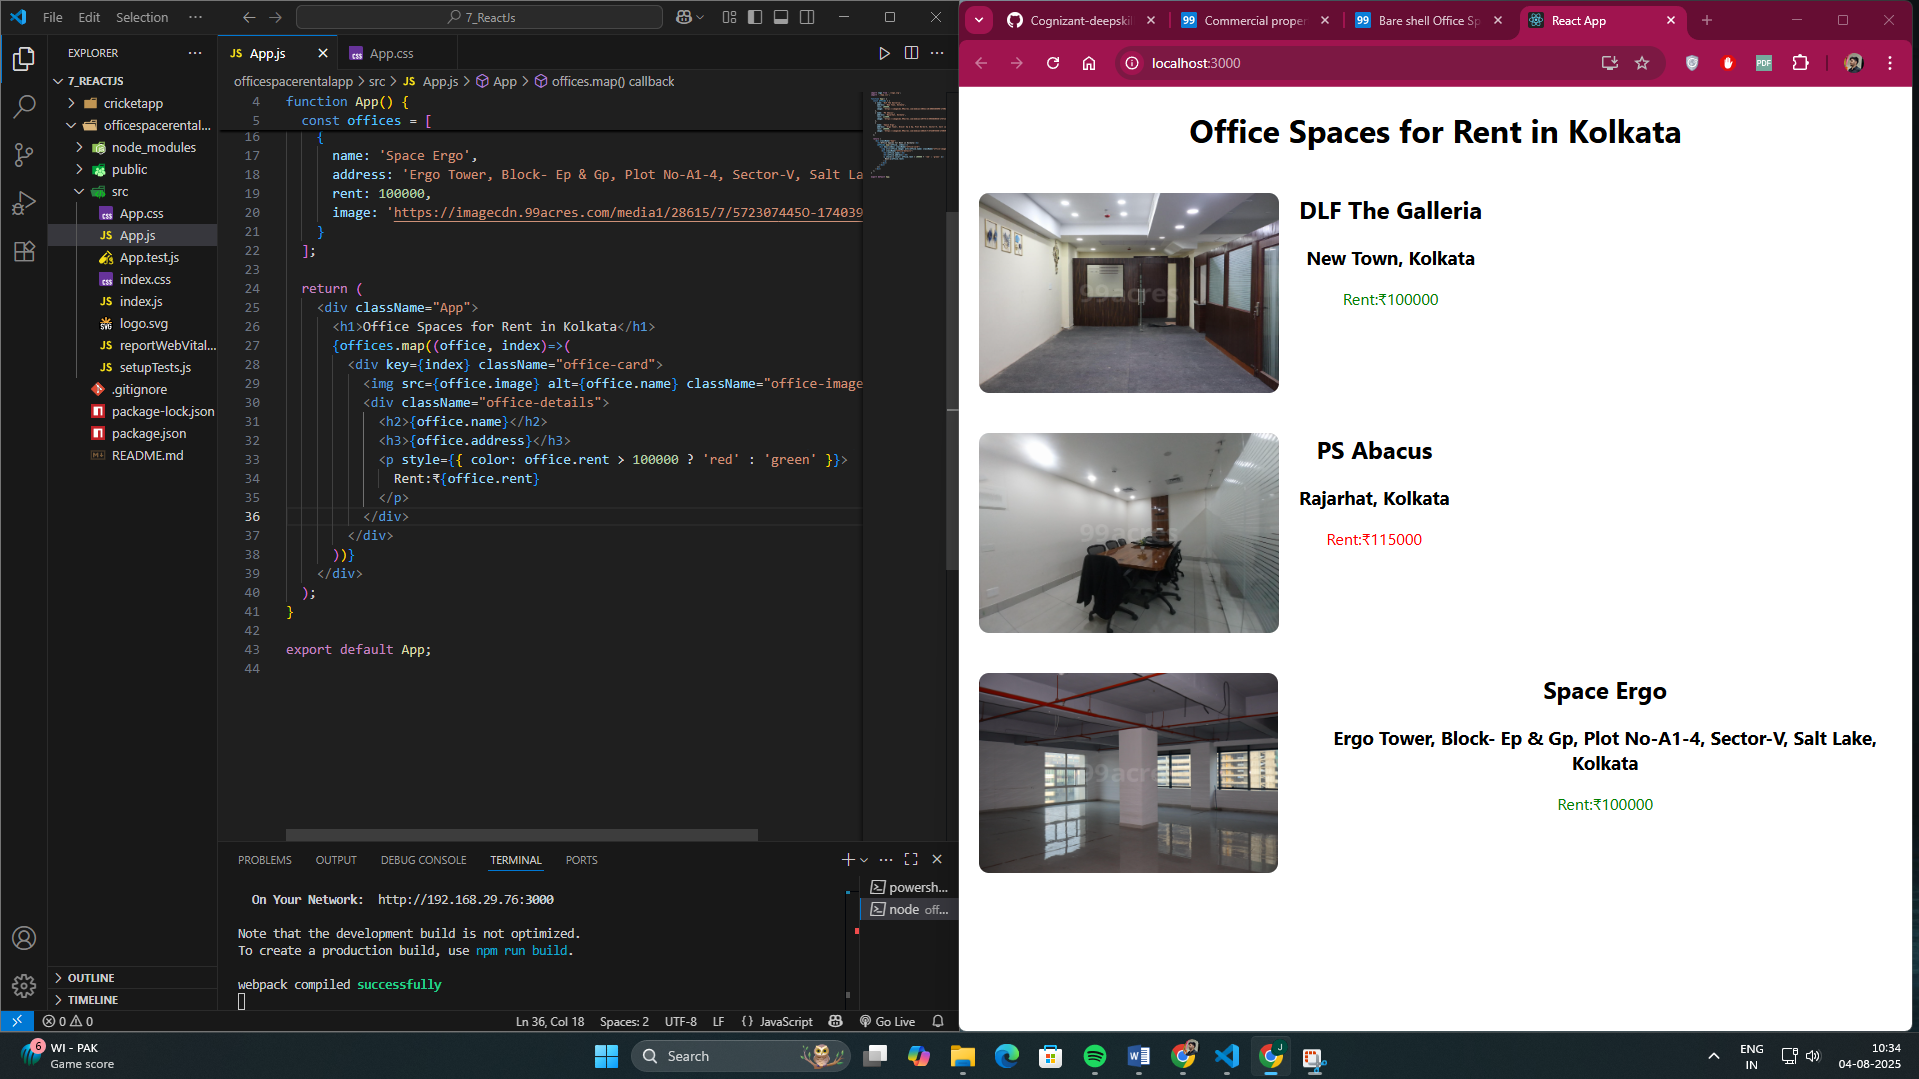 File Edit Selection ···
7_ReactJs
EXPLORER
7_REACTJS
cricketapp
officespacerental...
node_modules
public
src
App.css
JS App.js
App.test.js
index.css
JS index.js
logo.svg
JS reportWebVital...
JS setupTests.js
.gitignore
package-lock.json
package.json
README.md
OUTLINE
TIMELINE
JS App.js
App.css
officespacerentalapp > src > JS App.js > App > offices.map() callback
4 function App() {
5 const offices = [
16 {
17 name: 'Space Ergo',
18 address: 'Ergo Tower, Block- Ep & Gp, Plot No-A1-4, Sector-V, Salt La
19 rent: 100000,
20 image: 'https://imagecdn.99acres.com/media1/28615/7/572307445O-174039
21 }
22 ];
23
24 return (
25 <div className="App">
26 <h1>Office Spaces for Rent in Kolkata</h1>
27 {offices.map((office, index)=>(
28 <div key={index} className="office-card">
29 <img src={office.image} alt={office.name} className="office-image
30 <div className="office-details">
31 <h2>{office.name}</h2>
32 <h3>{office.address}</h3>
33 <p style={{ color: office.rent > 100000 ? 'red' : 'green' }}>
34 Rent:₹{office.rent}
35 </p>
36 </div>
37 </div>
38 ))}
39 </div>
40 );
41 }
42
43 export default App;
44
PROBLEMS OUTPUT DEBUG CONSOLE TERMINAL PORTS
On Your Network: http://192.168.29.76:3000
Note that the development build is not optimized.
To create a production build, use npm run build.
webpack compiled successfully
powersh...
node off...
0 0
Ln 36, Col 18 Spaces: 2 UTF-8 LF {} JavaScript Go Live
Cognizant-deepskil
99 Commercial proper
99 Bare shell Office Sp
React App
localhost:3000
PDF
Office Spaces for Rent in Kolkata
99acres
DLF The Galleria
New Town, Kolkata
Rent:₹100000
99acres
PS Abacus
Rajarhat, Kolkata
Rent:₹115000
99acres
Space Ergo
Ergo Tower, Block- Ep & Gp, Plot No-A1-4, Sector-V, Salt Lake,
Kolkata
Rent:₹100000
6
WI - PAK
Game score
Search
ENG
IN
10:34
04-08-2025